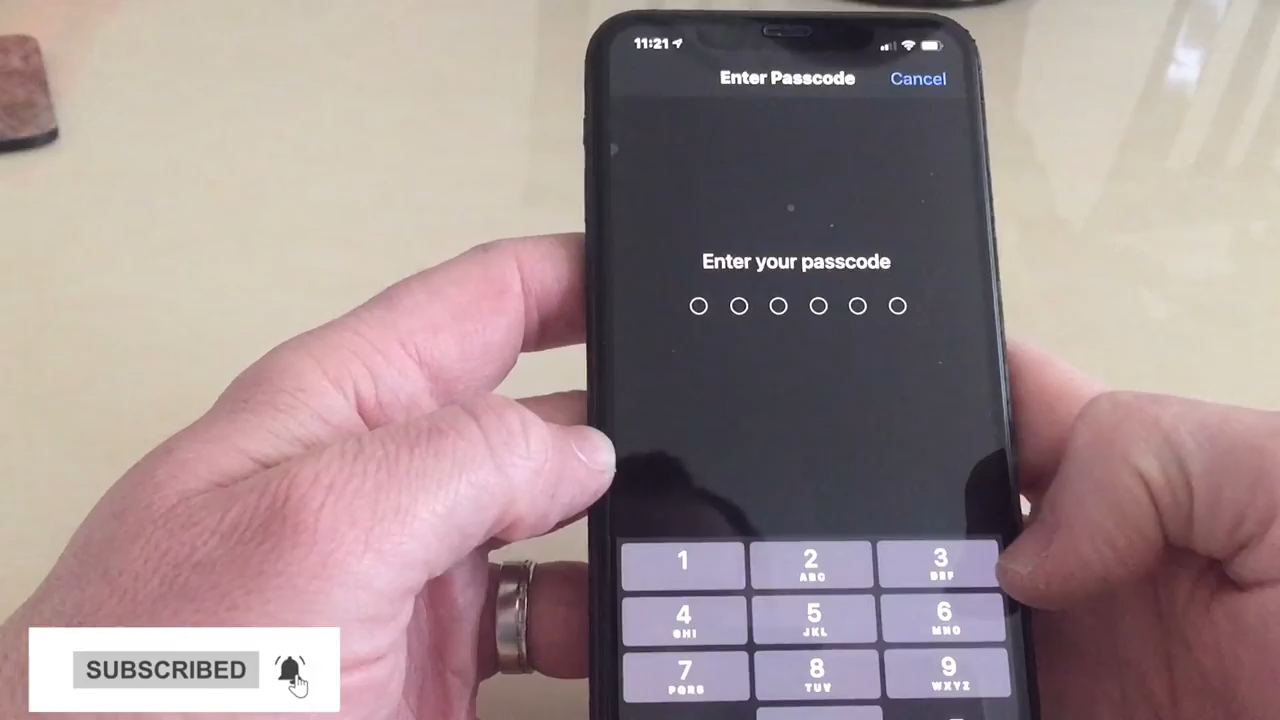 11:21
Enter Passcode Cancel
Enter your passcode
1 2 3
ABC DEF
4 5 6
GHI JKL MNO
7 8 9
PQRS TUV WXYZ
SUBSCRIBED